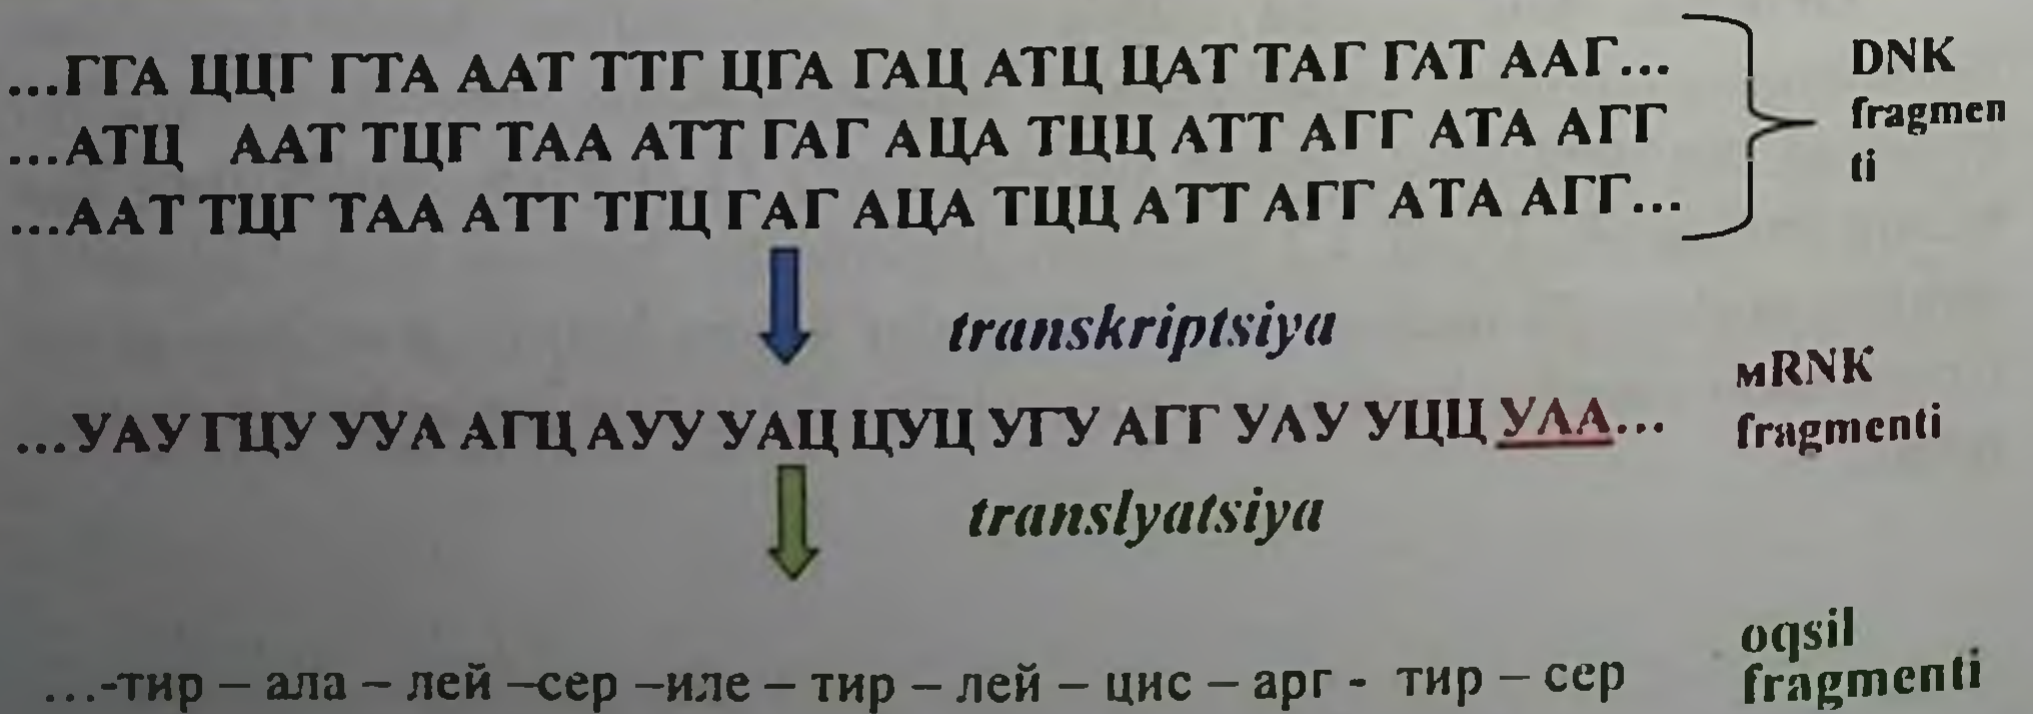 ...ГГА ЦЦГ ГТА ААТ ТТГ ЦГА ГАЦ АТЦ ЦАТ ТАГ ГАТ ААГ...
...АТЦ ААТ ТЦГ ТАА АТТ ГАГ АЦА ТЦЦ АТТ АГГ АТА АГГ
...ААТ ТЦГ ТАА АТТ ТГЦ ГАГ АЦА ТЦЦ АТТ АГГ АТА АГГ...
DNK
fragmen
ti
transkriptsiya
...УАУ ГЦУ УУА АГЦ АУУ УАЦ ЦУЦ УГУ АГГ УАУ УЦЦ УАА...
мRNK
fragmenti
translyatsiya
...-тир – ала – лей –сер –иле – тир – лей – цис – арг - тир – сер
oqsil
fragmenti